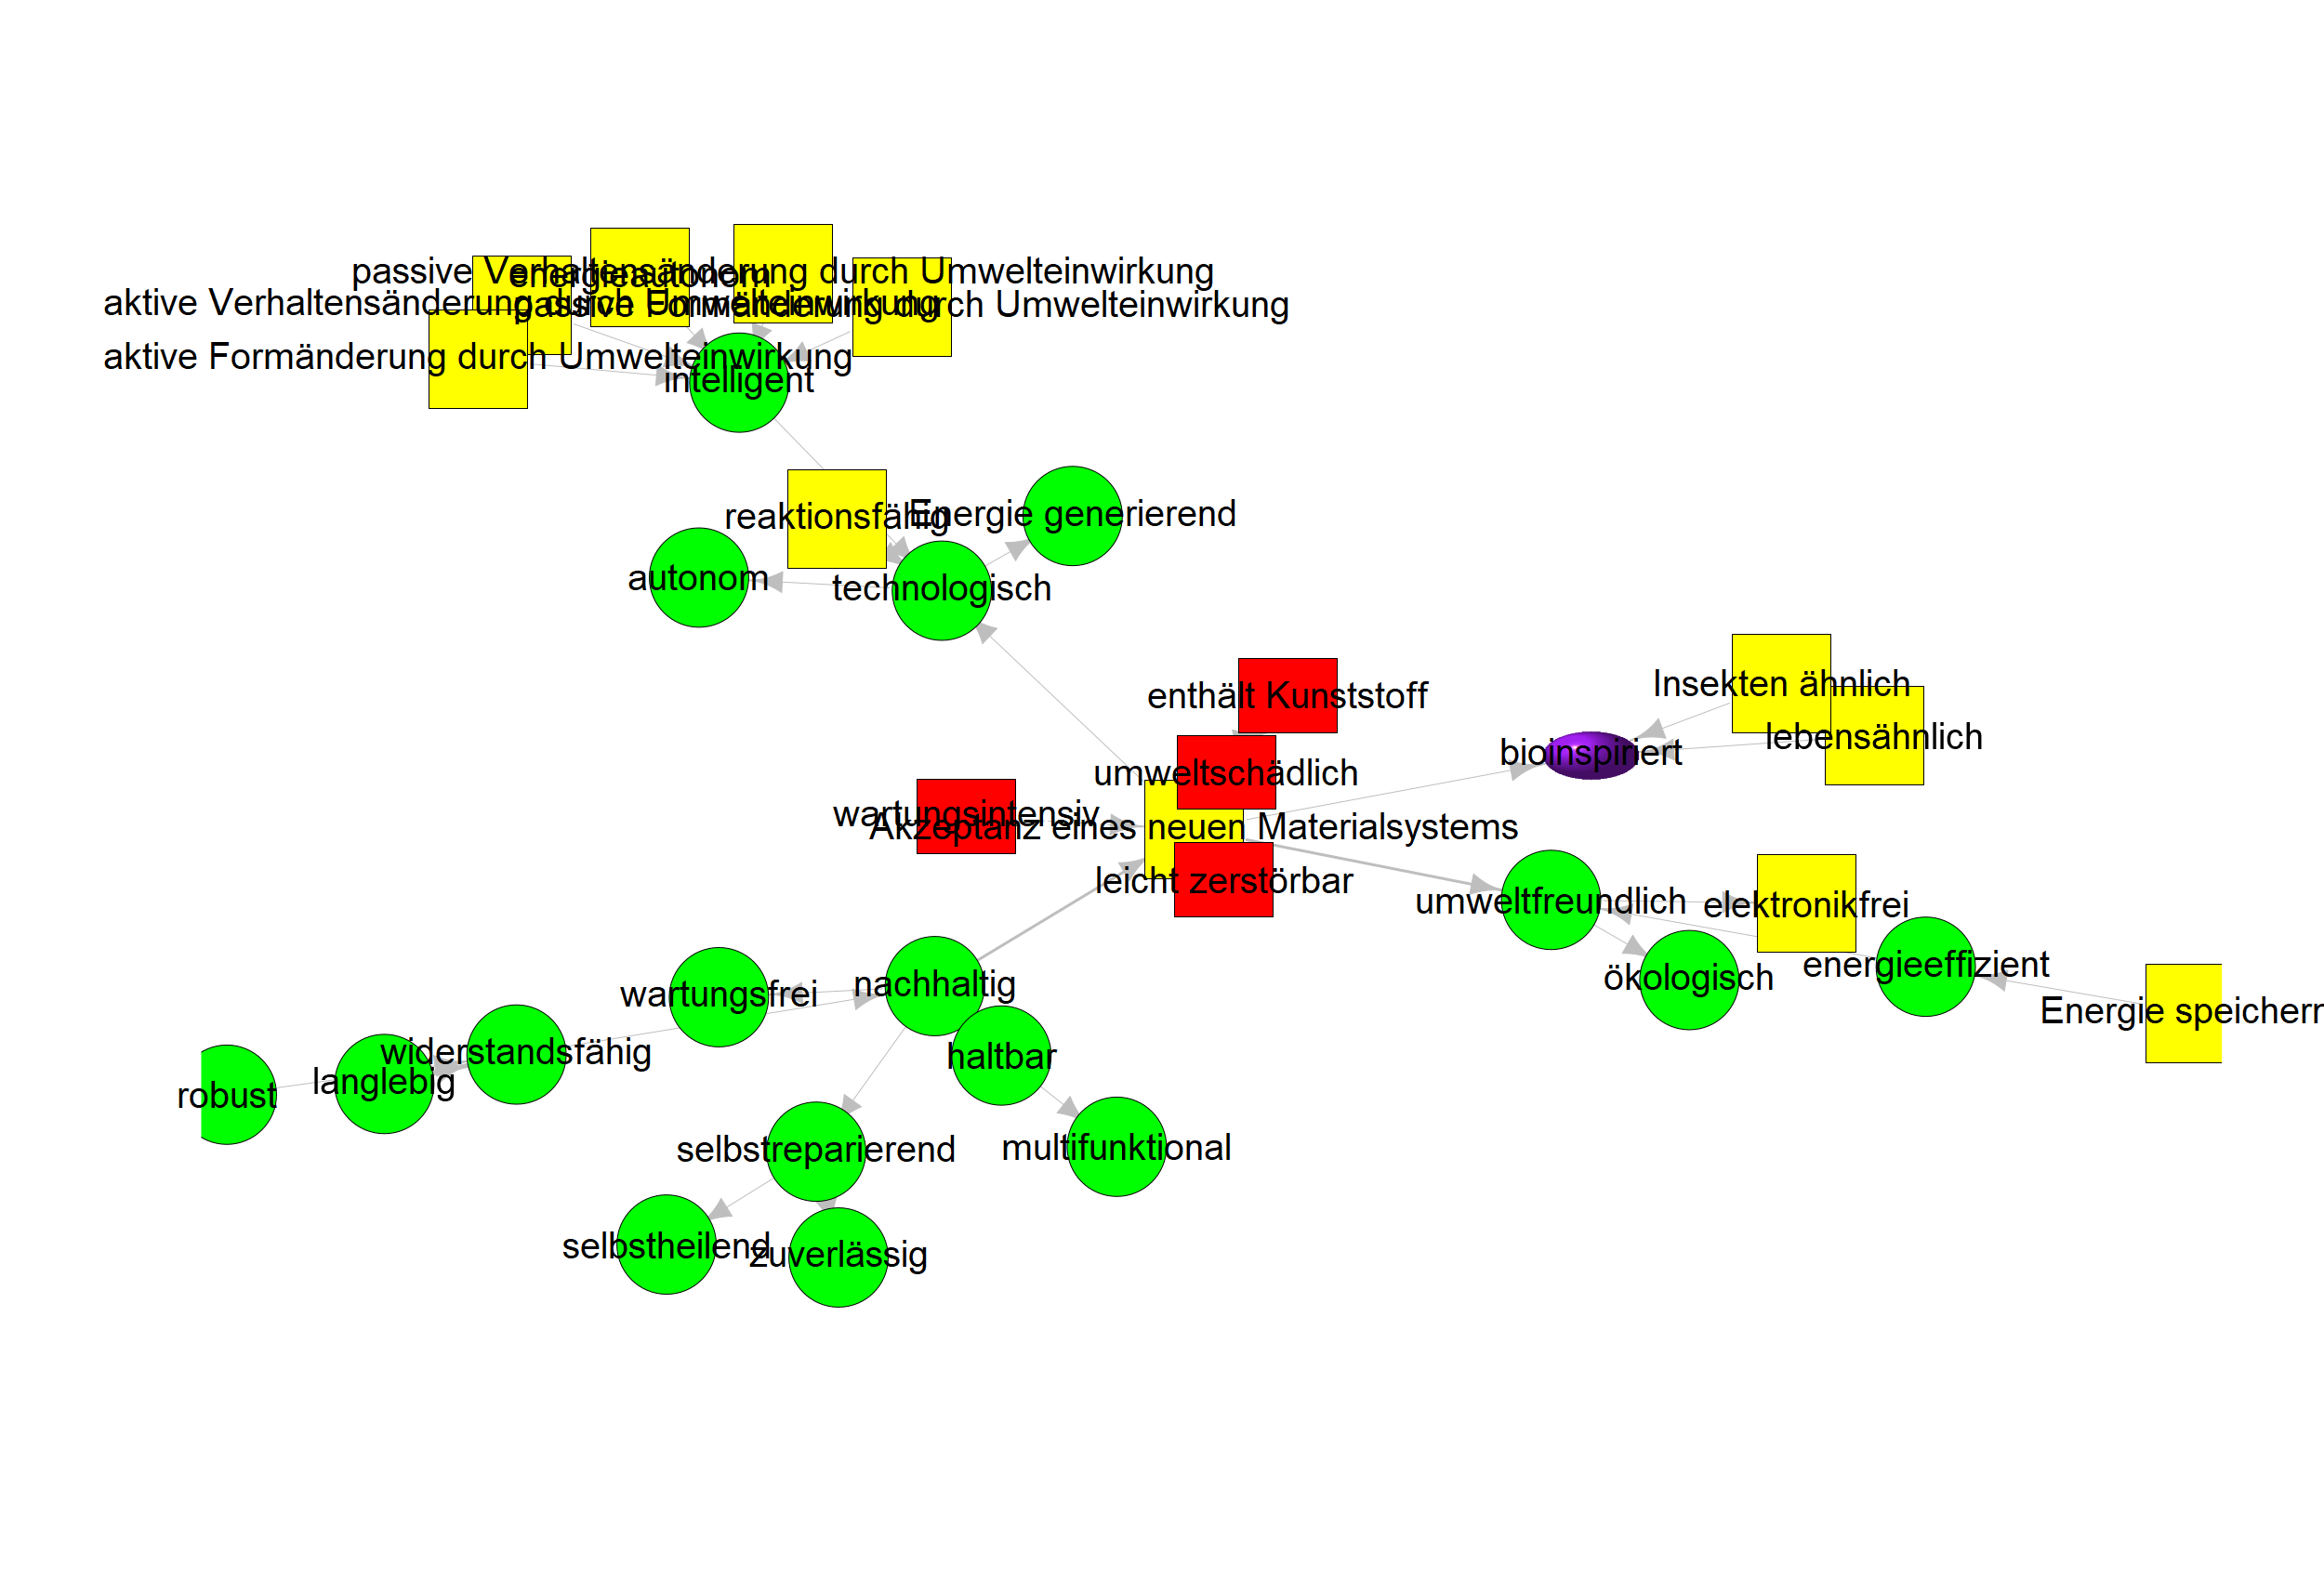 passive Verhaltensänderung durch Umwelteinwirkung
energieautonom
aktive Verhaltensänderung durch Umwelteinwirkung
passive Formänderung durch Umwelteinwirkung
aktive Formänderung durch Umwelteinwirkung
intelligent
reaktionsfähig
Energie generierend
autonom
technologisch
enthält Kunststoff
Insekten ähnlich
lebensähnlich
bioinspiriert
umweltschädlich
wartungsintensiv
Akzeptanz eines neuen Materialsystems
leicht zerstörbar
umweltfreundlich
elektronikfrei
energieeffizient
ökologisch
nachhaltig
wartungsfrei
Energie speichern
widerstandsfähig
haltbar
langlebig
robust
selbstreparierend
multifunktional
selbstheilend
zuverlässig